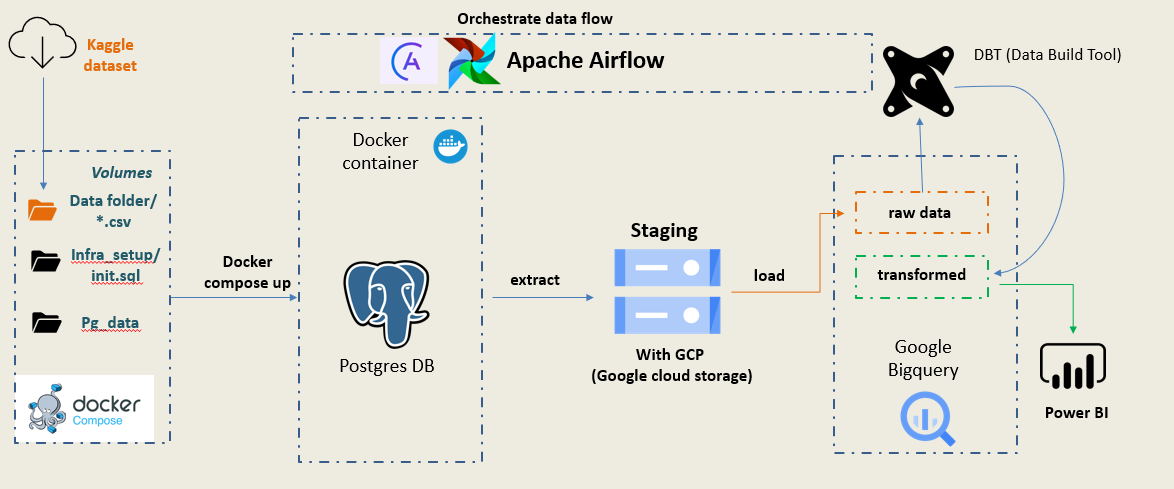 Orchestrate data flow
Kaggle
dataset
Apache Airflow
DBT (Data Build Tool)
Volumes
Data folder/
*.csv
Infra_setup/
init.sql
Pg_data
docker
Compose
Docker
compose up
Docker
container
Postgres DB
extract
Staging
With GCP
(Google cloud storage)
load
raw data
transformed
Google
Bigquery
Power BI